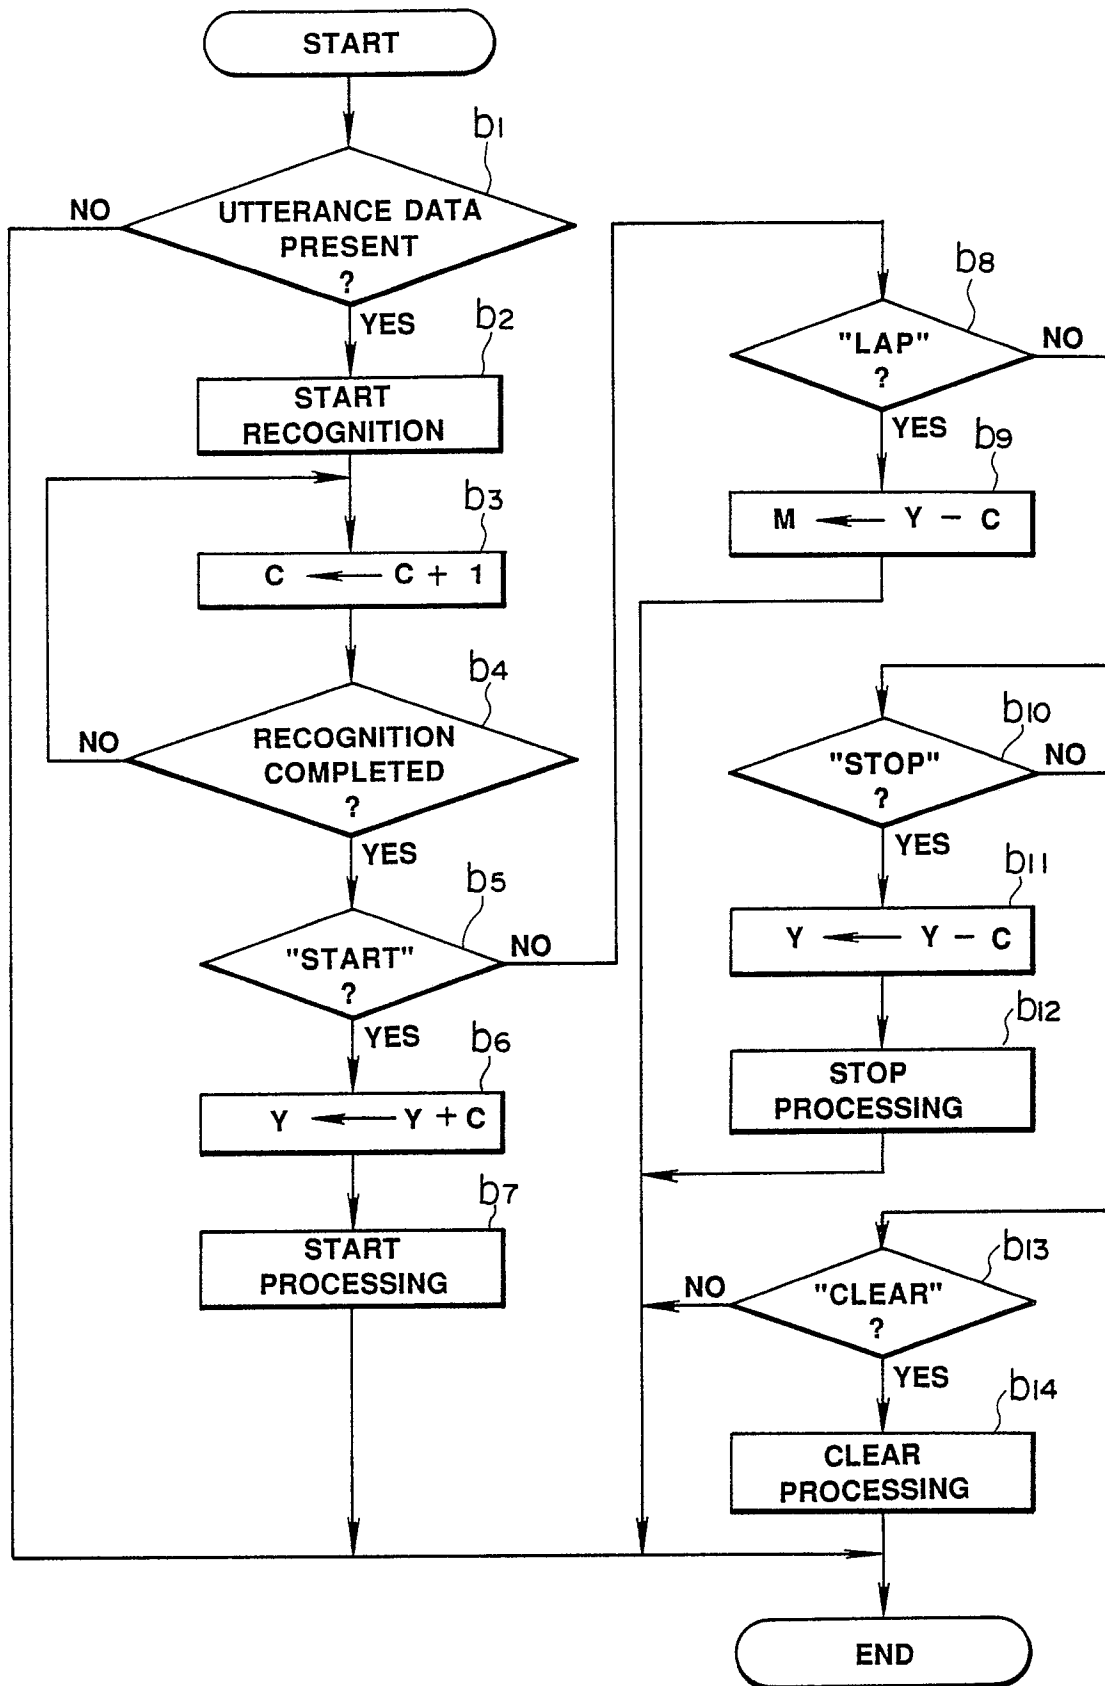 START
b1
NO
UTTERANCE DATA
PRESENT
?
YES
b2
START
RECOGNITION
b3
C ← C + 1
b4
NO
RECOGNITION
COMPLETED
?
YES
b5
"START"
?
NO
YES
b6
Y ← Y + C
b7
START
PROCESSING
b8
"LAP"
?
NO
YES
b9
M ← Y - C
b10
"STOP"
?
NO
YES
b11
Y ← Y - C
b12
STOP
PROCESSING
b13
NO
"CLEAR"
?
YES
b14
CLEAR
PROCESSING
END